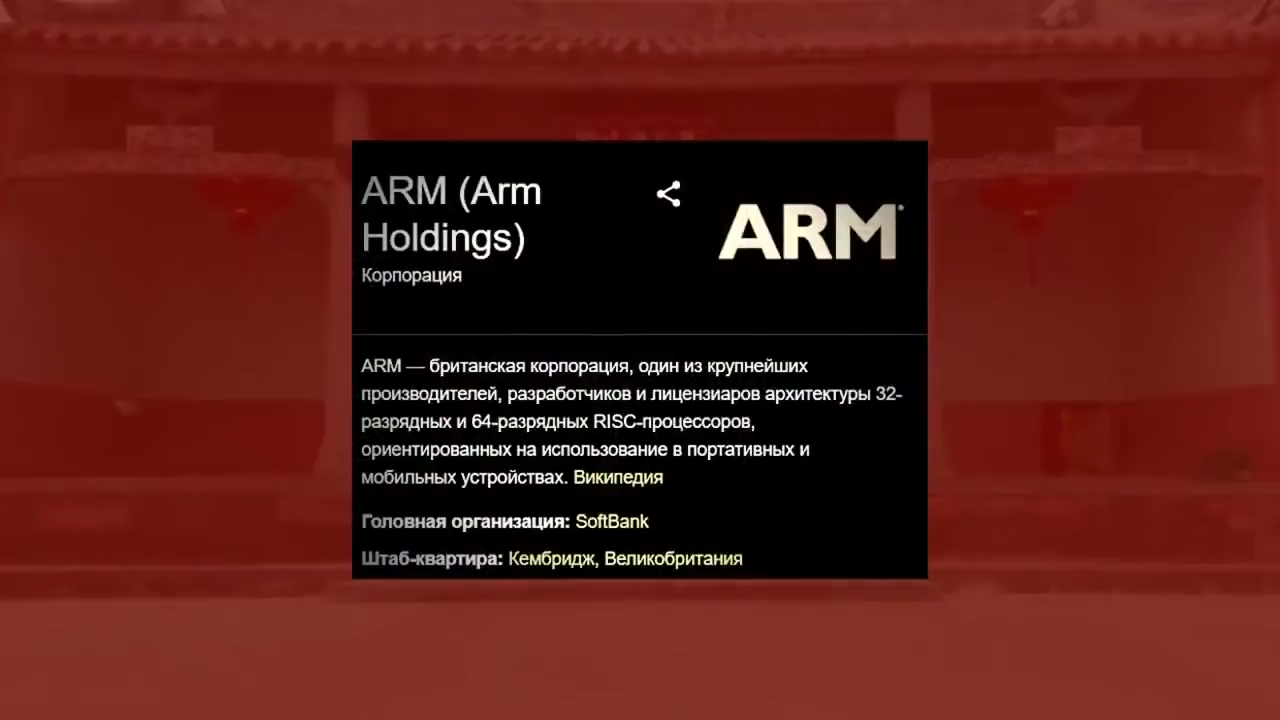 ARM (Arm
Holdings)
Корпорация
ARM
ARM — британская корпорация, один из крупнейших
производителей, разработчиков и лицензиаров архитектуры 32-
разрядных и 64-разрядных RISC-процессоров,
ориентированных на использование в портативных и
мобильных устройствах. Википедия
Головная организация: SoftBank
Штаб-квартира: Кембридж, Великобритания